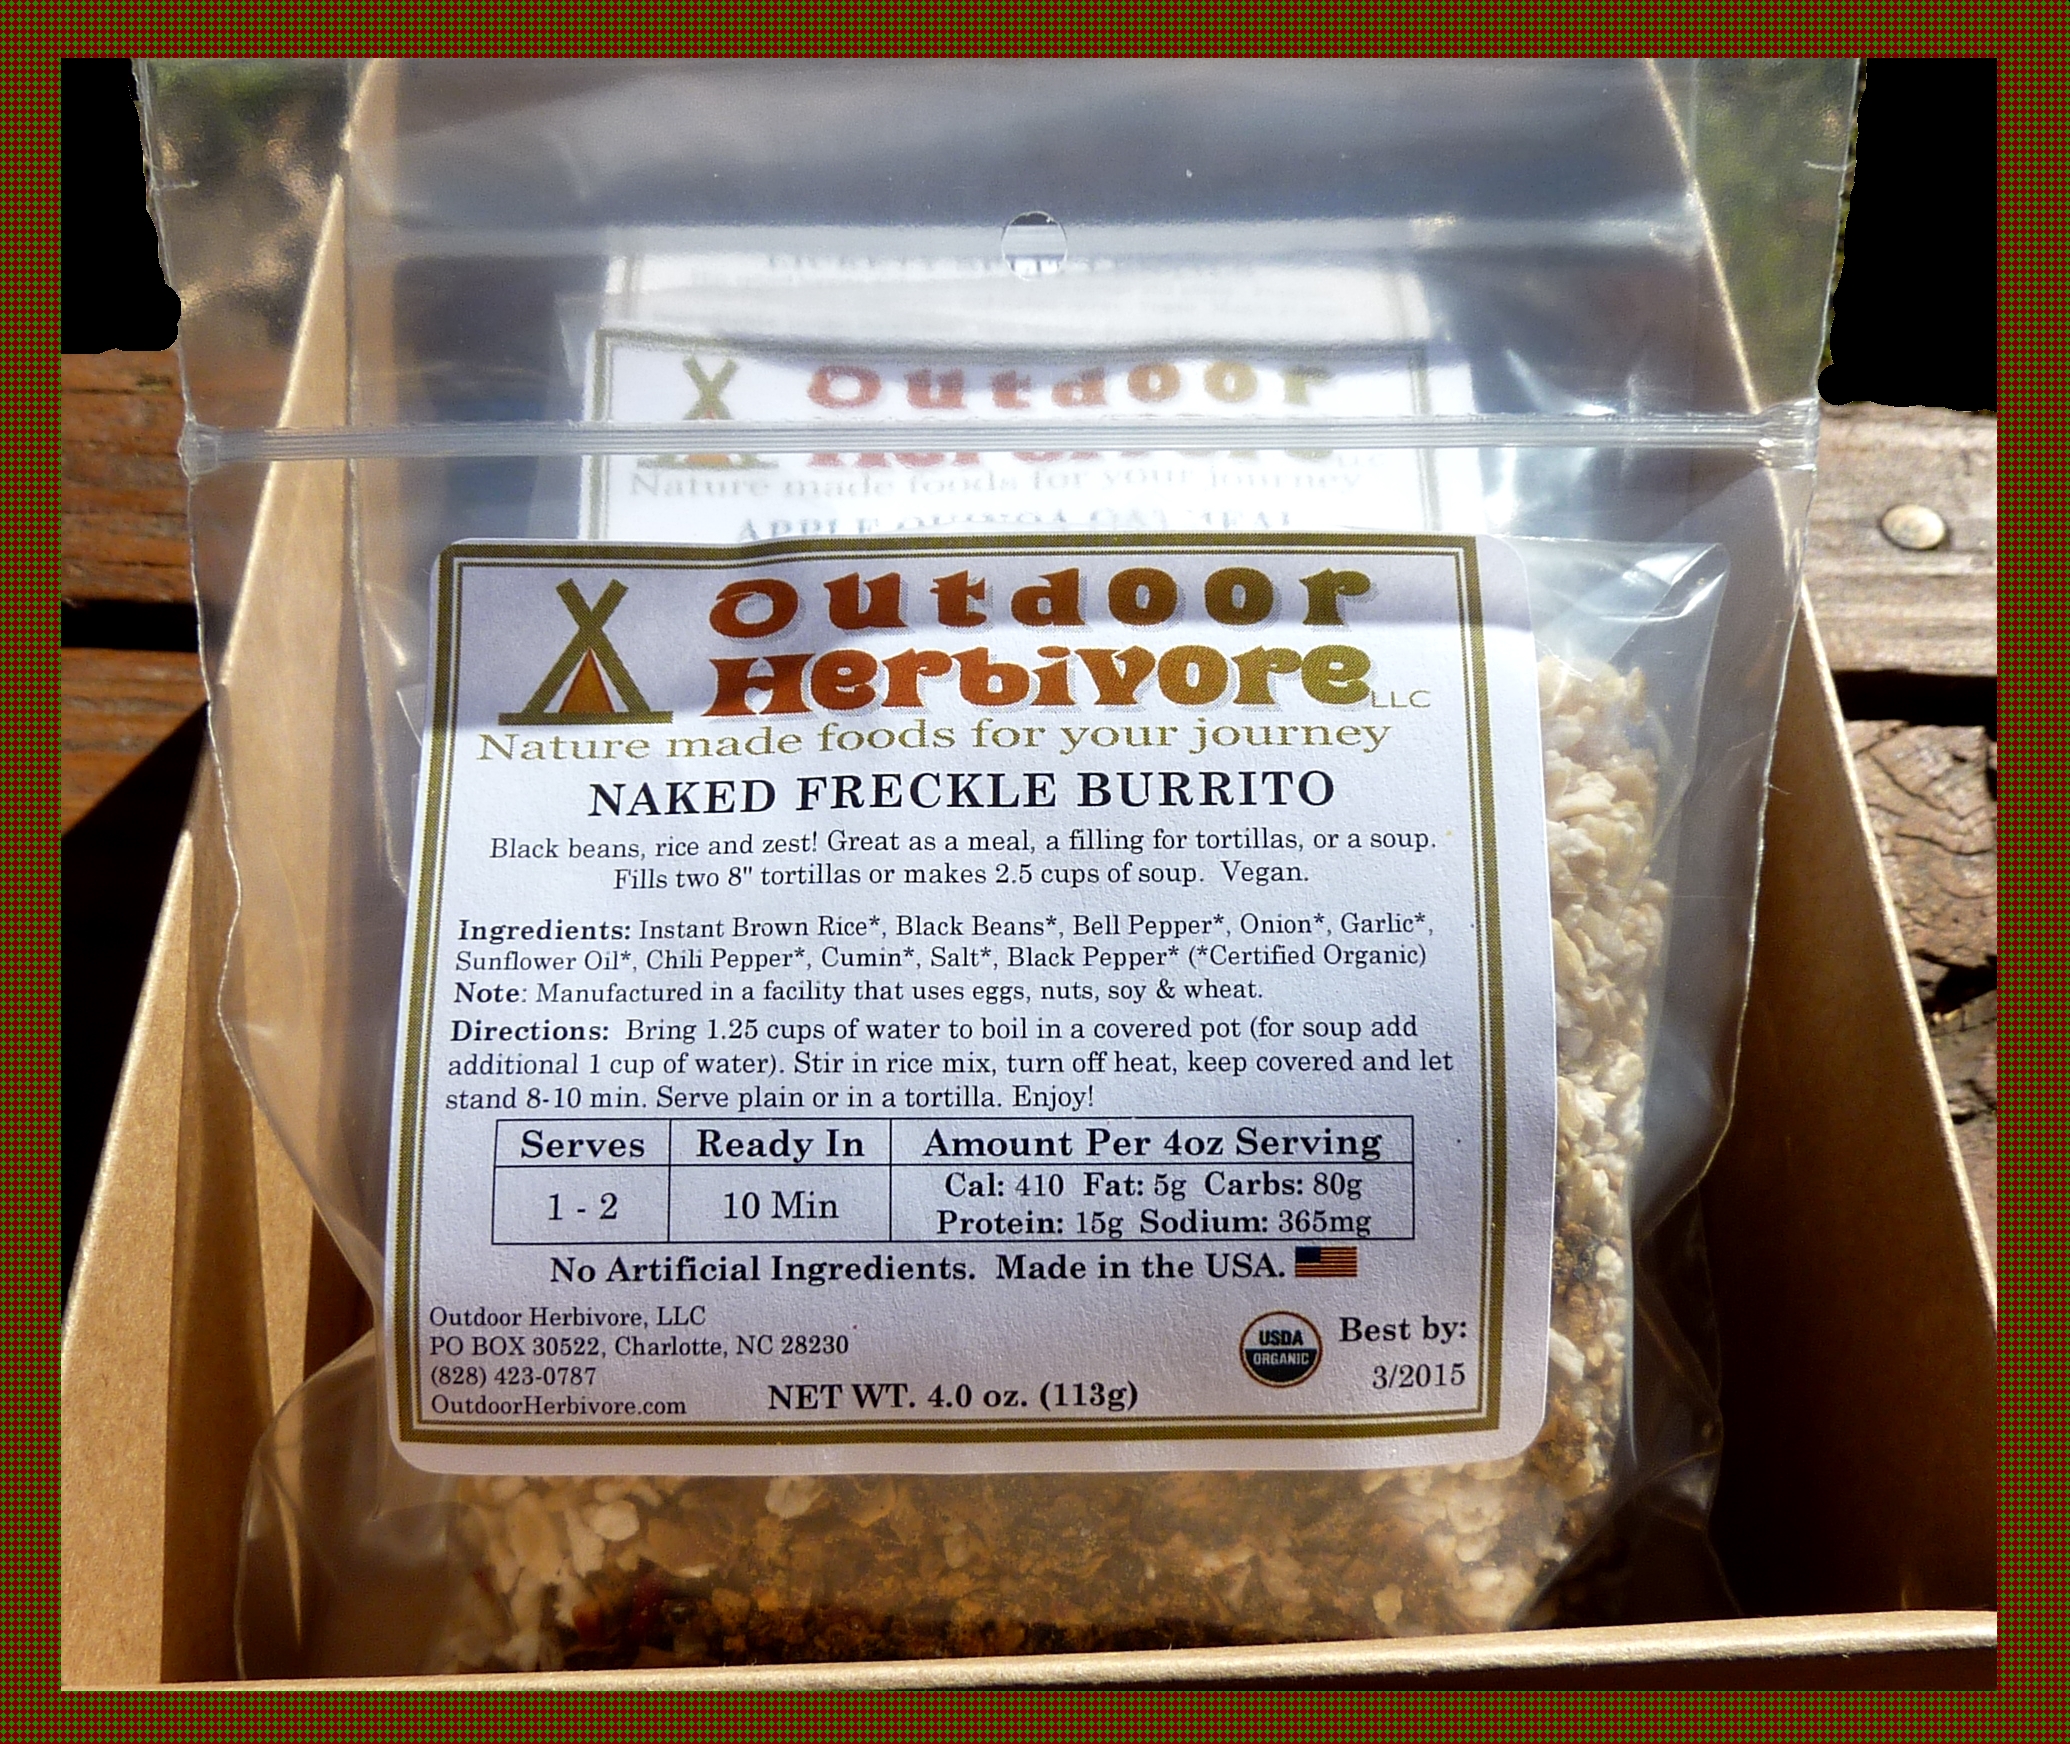 Outdoor
Herbivore
Nature made foods for your journey
APPLE QUINOA OATMEAL
Outdoor
Herbivore LLC
Nature made foods for your journey
NAKED FRECKLE BURRITO
Black beans, rice and zest! Great as a meal, a filling for tortillas, or a soup.
Fills two 8" tortillas or makes 2.5 cups of soup. Vegan.
Ingredients: Instant Brown Rice*, Black Beans*, Bell Pepper*, Onion*, Garlic*,
Sunflower Oil*, Chili Pepper*, Cumin*, Salt*, Black Pepper* (*Certified Organic)
Note: Manufactured in a facility that uses eggs, nuts, soy & wheat.
Directions: Bring 1.25 cups of water to boil in a covered pot (for soup add
additional 1 cup of water). Stir in rice mix, turn off heat, keep covered and let
stand 8-10 min. Serve plain or in a tortilla. Enjoy!
Serves Ready In Amount Per 4oz Serving
1 - 2 10 Min Cal: 410 Fat: 5g Carbs: 80g
Protein: 15g Sodium: 365mg
No Artificial Ingredients. Made in the USA.
Outdoor Herbivore, LLC
PO BOX 30522, Charlotte, NC 28230
(828) 423-0787
OutdoorHerbivore.com
NET WT. 4.0 oz. (113g)
USDA
ORGANIC
Best by:
3/2015